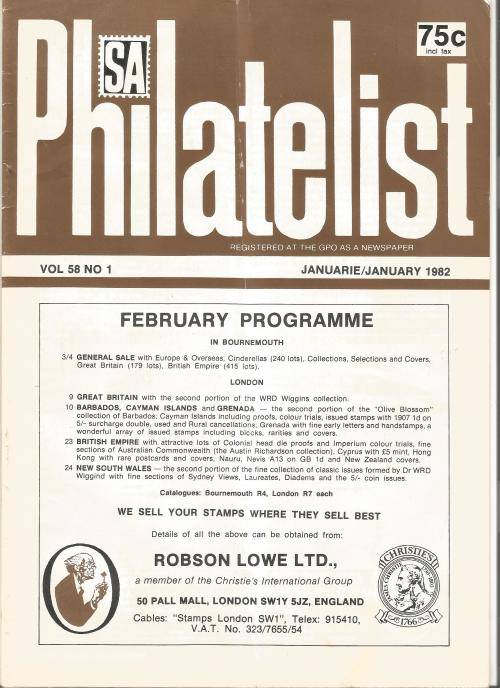 75c
incl tax
SA
Philatelist
REGISTERED AT THE GPO AS A NEWSPAPER
VOL 58 NO 1
JANUARIE/JANUARY 1982
FEBRUARY PROGRAMME
IN BOURNEMOUTH
3/4 GENERAL SALE with Europe & Overseas, Cinderellas (240 lots), Collections, Selections and Covers,
Great Britain (179 lots), British Empire (415 lots).
LONDON
9 GREAT BRITAIN with the second portion of the WRD Wiggins collection.
10 BARBADOS, CAYMAN ISLANDS and GRENADA — the second portion of the "Olive Blossom"
collection of Barbados; Cayman Islands including proofs, colour trials, issued stamps with 1907 1d on
5/- surcharge double, used and Rural cancellations; Grenada with fine early letters and handstamps, a
wonderful array of issued stamps including blocks, rarities and covers.
23 BRITISH EMPIRE with attractive lots of Colonial head die proofs and Imperium colour trials, fine
sections of Australian Commonwealth (the Austin Richardson collection), Cyprus with £5 mint, Hong
Kong with rare postcards and covers, Nauru, Nevis A13 on GB 1d and New Zealand covers.
24 NEW SOUTH WALES — the second portion of the fine collection of classic issues formed by Dr WRD
Wiggind with fine sections of Sydney Views, Laureates, Diadems and the 5/- coin issues.
Catalogues: Bournemouth R4, London R7 each
WE SELL YOUR STAMPS WHERE THEY SELL BEST
Details of all the above can be obtained from:
ROBSON LOWE LTD.,
a member of the Christie's International Group
50 PALL MALL, LONDON SW1Y 5JZ, ENGLAND
Cables: "Stamps London SW1", Telex: 915410,
V.A.T. No. 323/7655/54
CHRISTIE'S
JAMES CHRISTIE
1766